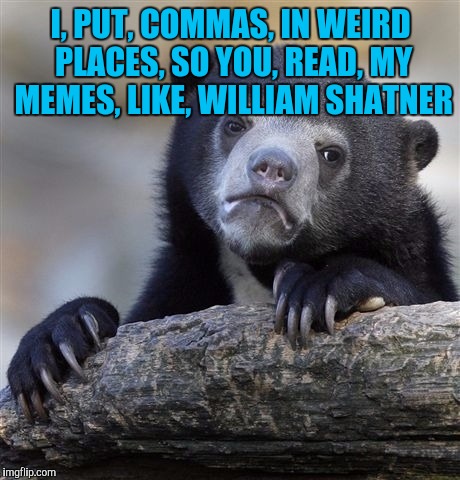 I, PUT, COMMAS, IN WEIRD
PLACES, SO YOU, READ, MY
MEMES, LIKE, WILLIAM SHATNER
imgflip.com